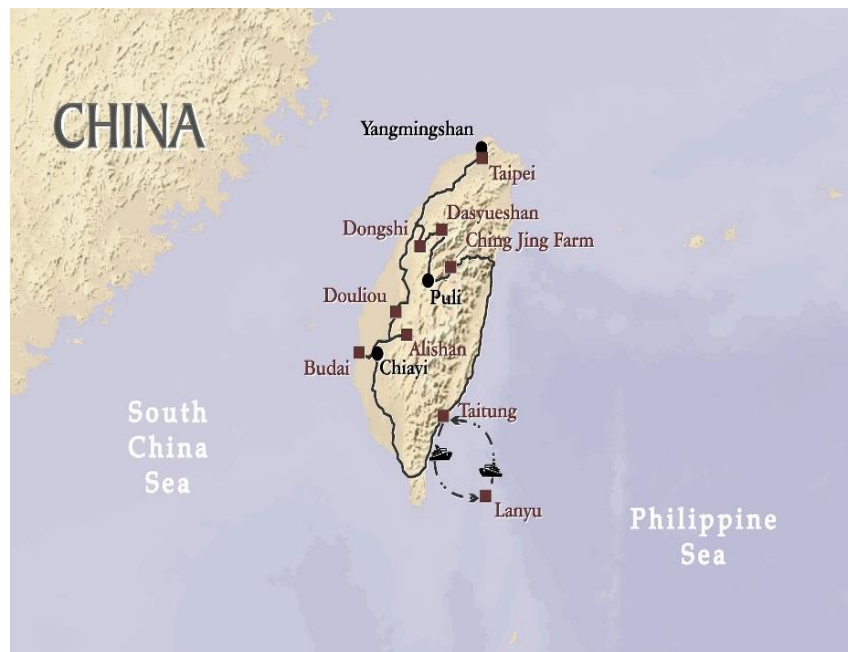 CHINA
Yangmingshan
Taipei
Dasyueshan
Dongshi
Ching Jing Farm
Puli
Douliou
Alishan
Budai
Chiayi
Taitung
South
China
Sea
Lanyu
Philippine
Sea